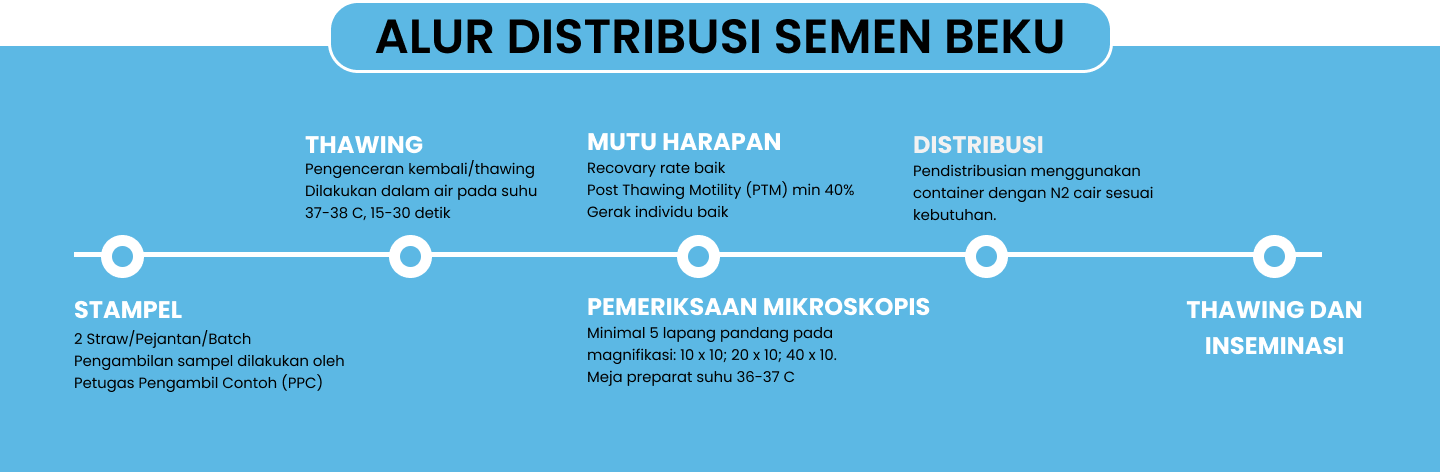 ALUR DISTRIBUSI SEMEN BEKU
THAWING
Pengenceran kembali/thawing
Dilakukan dalam air pada suhu
37-38 C, 15-30 detik
MUTU HARAPAN
Recovary rate baik
Post Thawing Motility (PTM) min 40%
Gerak individu baik
DISTRIBUSI
Pendistribusian menggunakan
container dengan N2 cair sesuai
kebutuhan.
STAMPEL
2 Straw/Pejantan/Batch
Pengambilan sampel dilakukan oleh
Petugas Pengambil Contoh (PPC)
PEMERIKSAAN MIKROSKOPIS
Minimal 5 lapang pandang pada
magnifikasi: 10 x 10; 20 x 10; 40 x 10.
Meja preparat suhu 36-37 C
THAWING DAN
INSEMINASI